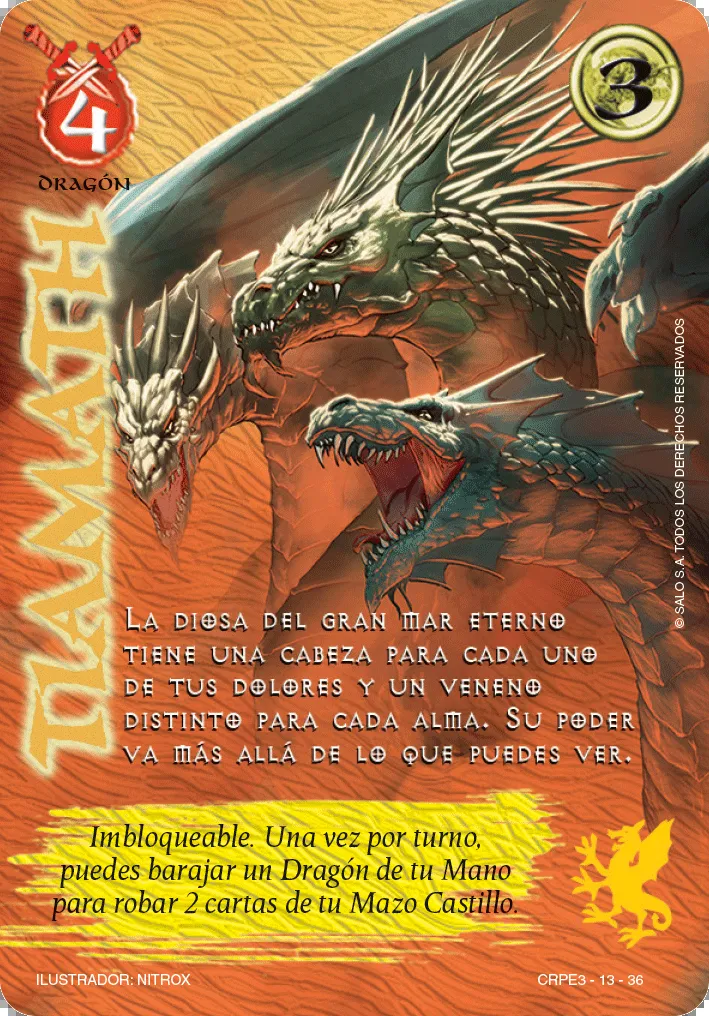 4
3
DRAGÓN
TIAMATH
© SALO S.A. TODOS LOS DERECHOS RESERVADOS
La diosa del gran mar eterno
tiene una cabeza para cada uno
de tus dolores y un veneno
distinto para cada alma. Su poder
va más allá de lo que puedes ver.
Imbloqueable. Una vez por turno,
puedes barajar un Dragón de tu Mano
para robar 2 cartas de tu Mazo Castillo.
ILUSTRADOR: NITROX
CRPE3 - 13 - 36